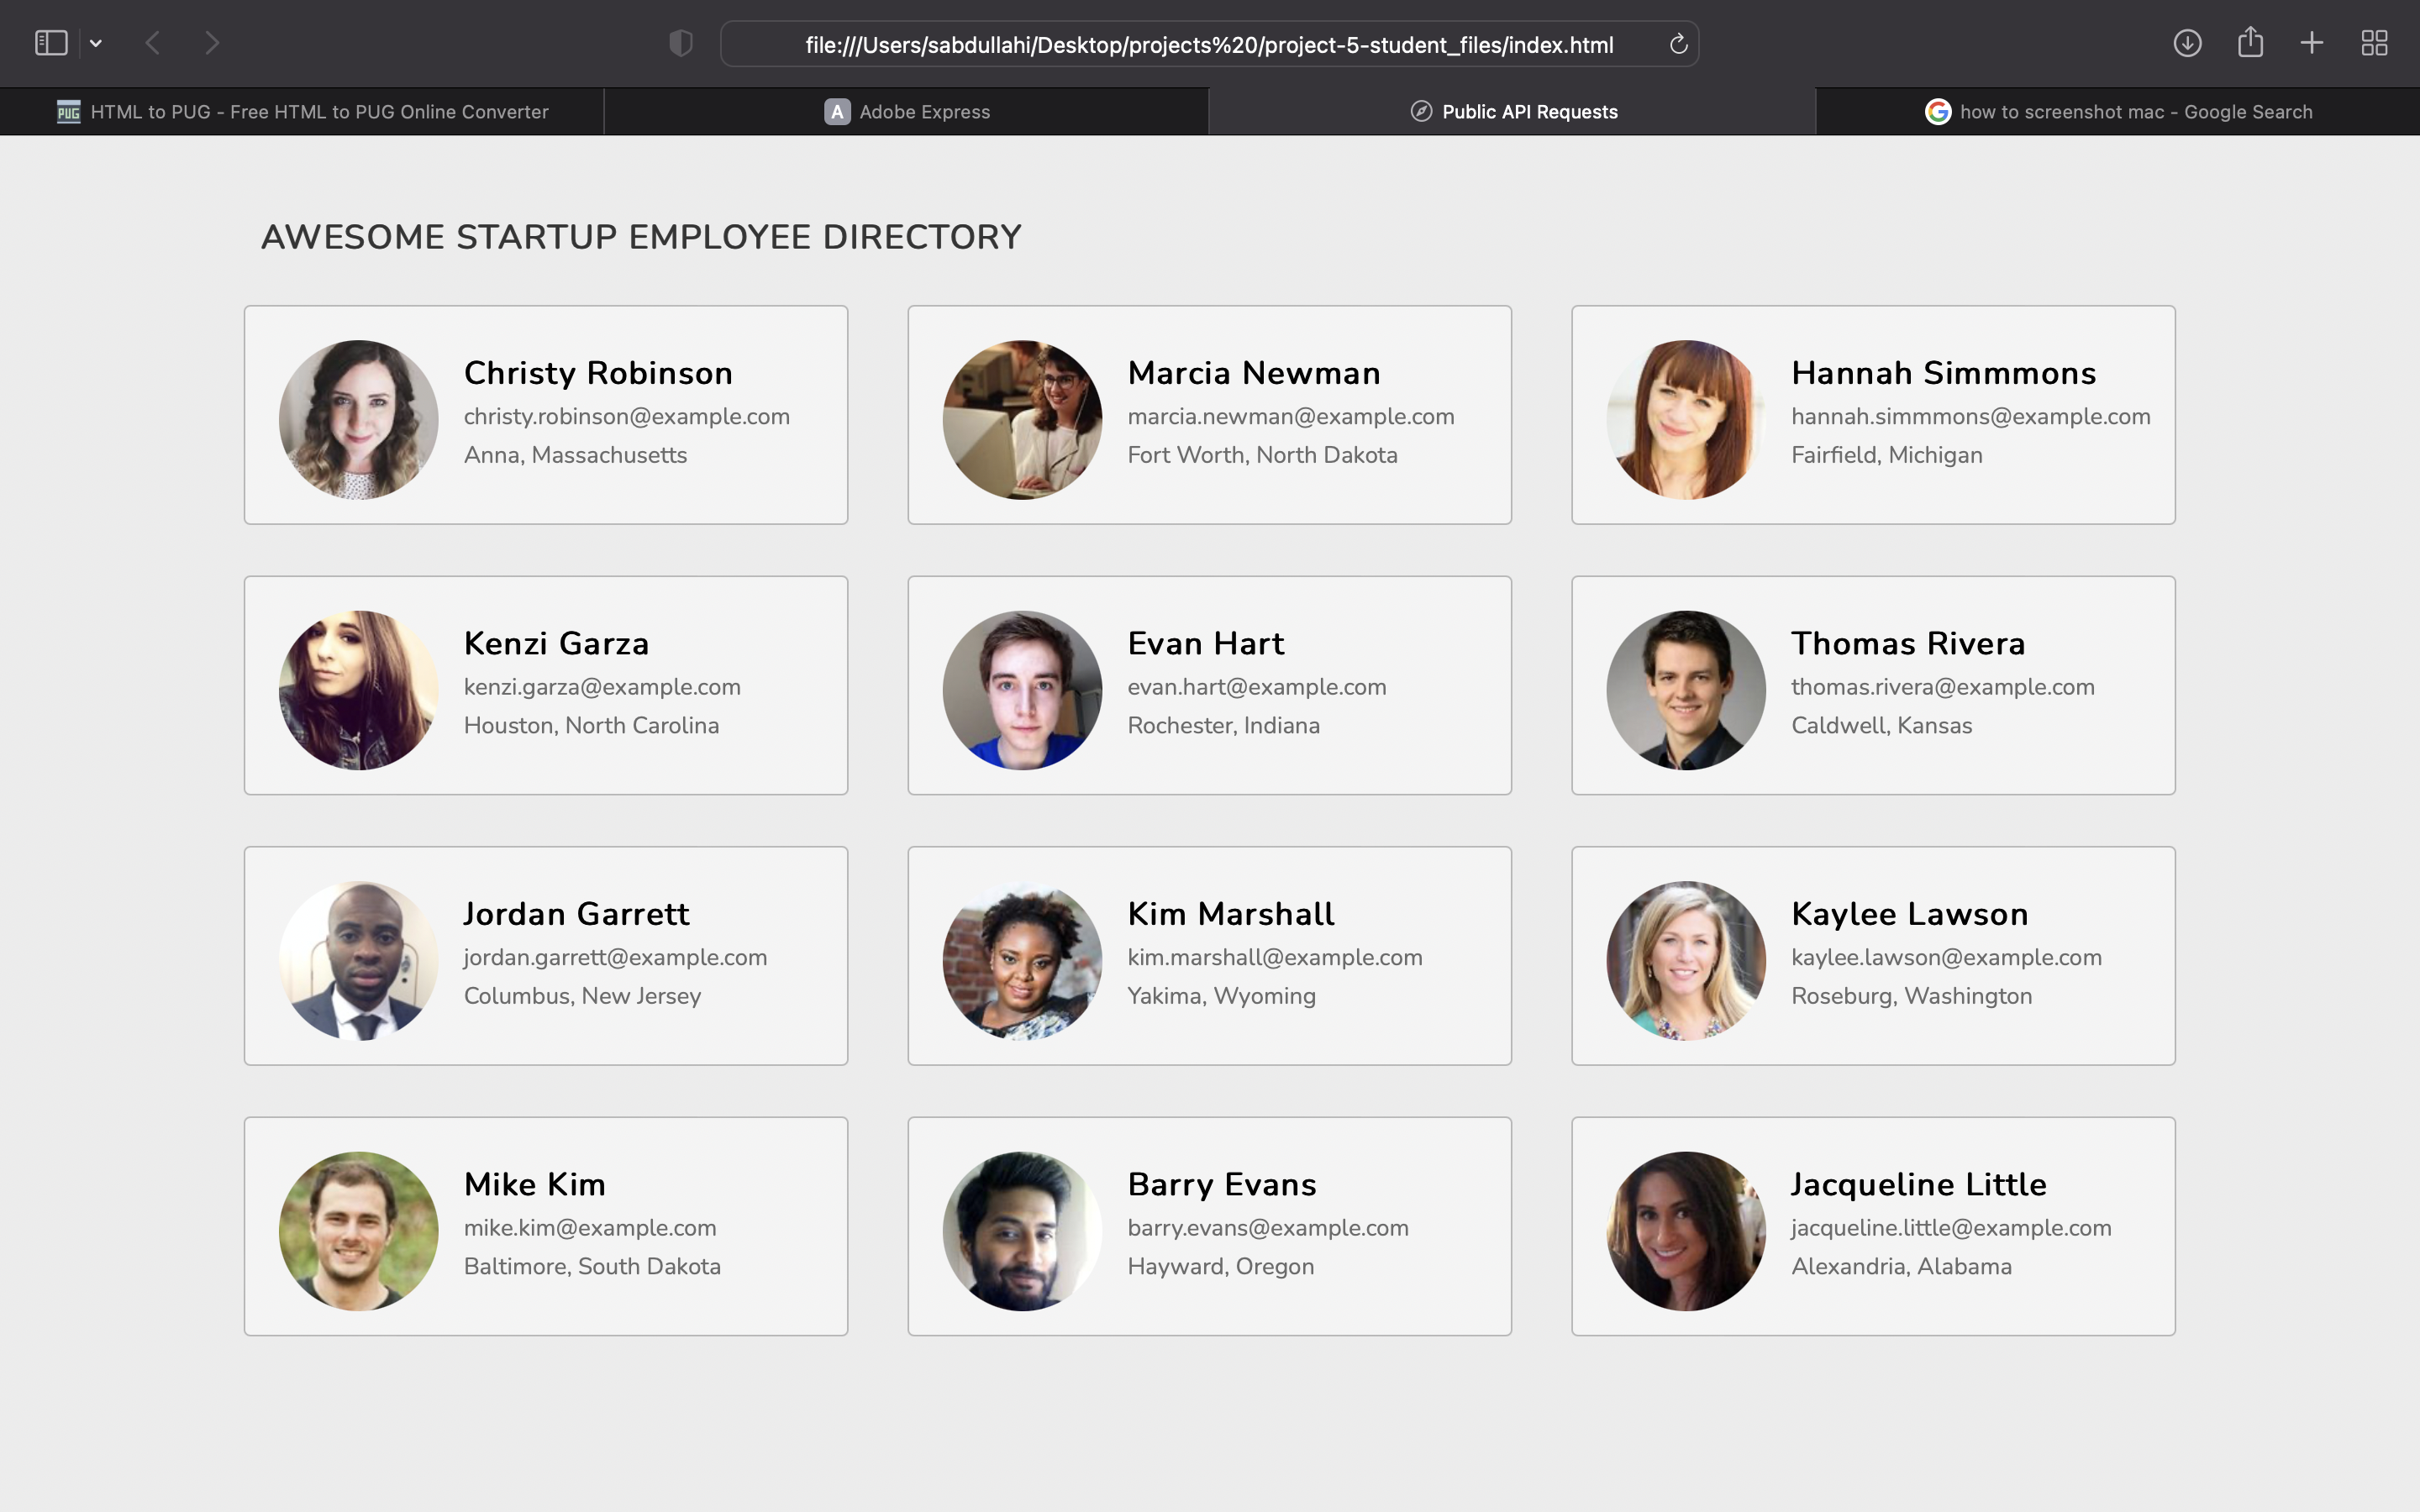 file:///Users/sabdullahi/Desktop/projects%20/project-5-student_files/index.html
PUG HTML to PUG - Free HTML to PUG Online Converter
A Adobe Express
Public API Requests
G how to screenshot mac - Google Search
AWESOME STARTUP EMPLOYEE DIRECTORY
Christy Robinson
christy.robinson@example.com
Anna, Massachusetts
Marcia Newman
marcia.newman@example.com
Fort Worth, North Dakota
Hannah Simmmons
hannah.simmmons@example.com
Fairfield, Michigan
Kenzi Garza
kenzi.garza@example.com
Houston, North Carolina
Evan Hart
evan.hart@example.com
Rochester, Indiana
Thomas Rivera
thomas.rivera@example.com
Caldwell, Kansas
Jordan Garrett
jordan.garrett@example.com
Columbus, New Jersey
Kim Marshall
kim.marshall@example.com
Yakima, Wyoming
Kaylee Lawson
kaylee.lawson@example.com
Roseburg, Washington
Mike Kim
mike.kim@example.com
Baltimore, South Dakota
Barry Evans
barry.evans@example.com
Hayward, Oregon
Jacqueline Little
jacqueline.little@example.com
Alexandria, Alabama